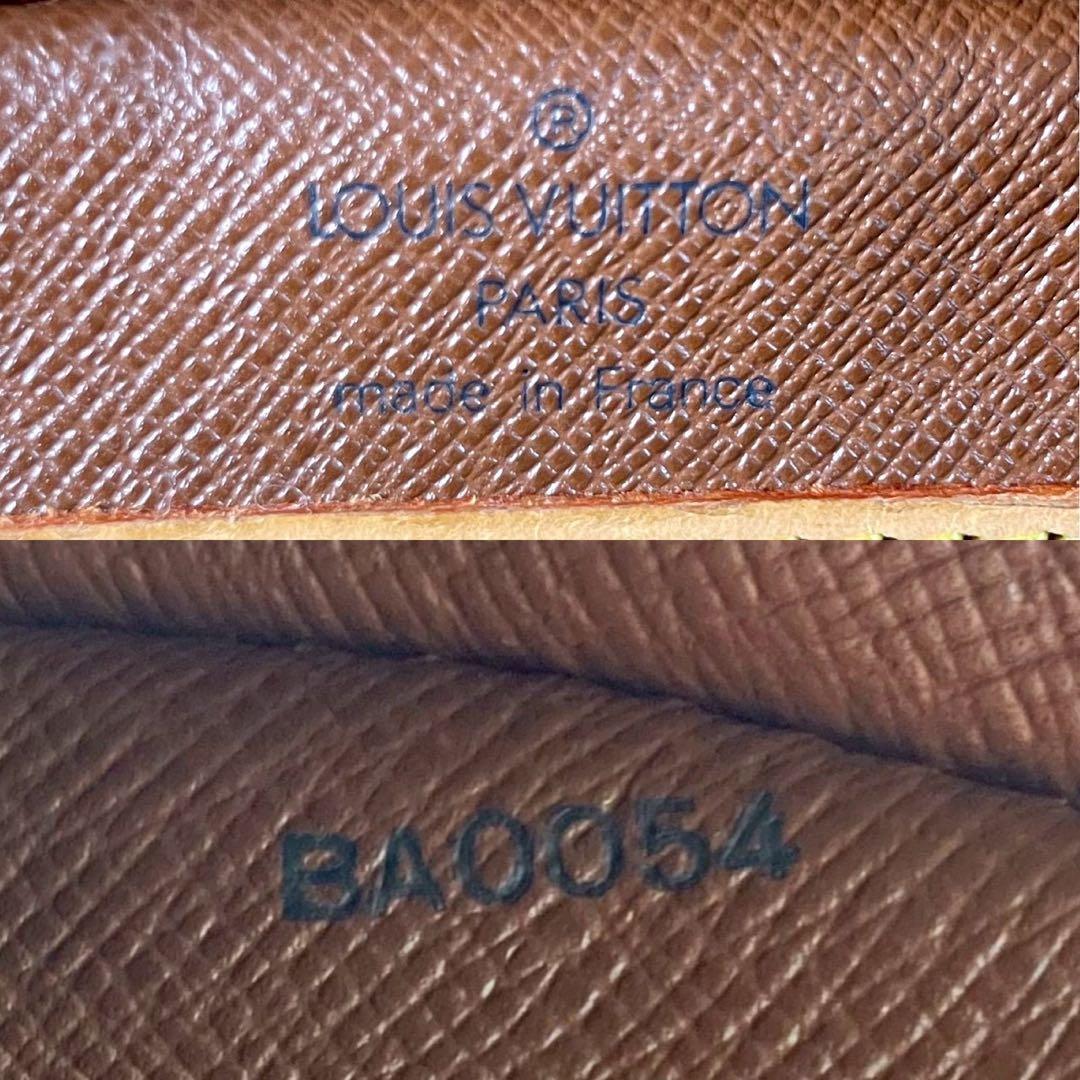 ®
LOUIS VUITTON
PARIS
made in France
BA0054